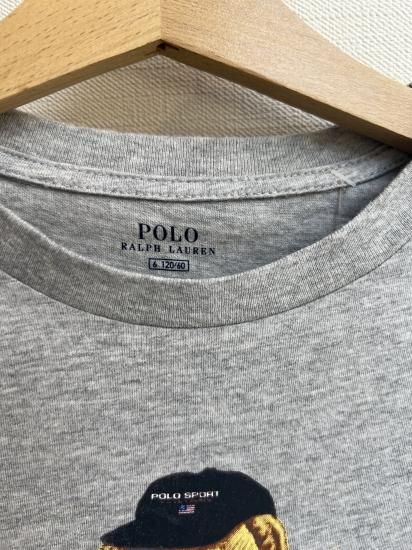 POLO
RALPH LAUREN
6 120/60
POLO SPORT